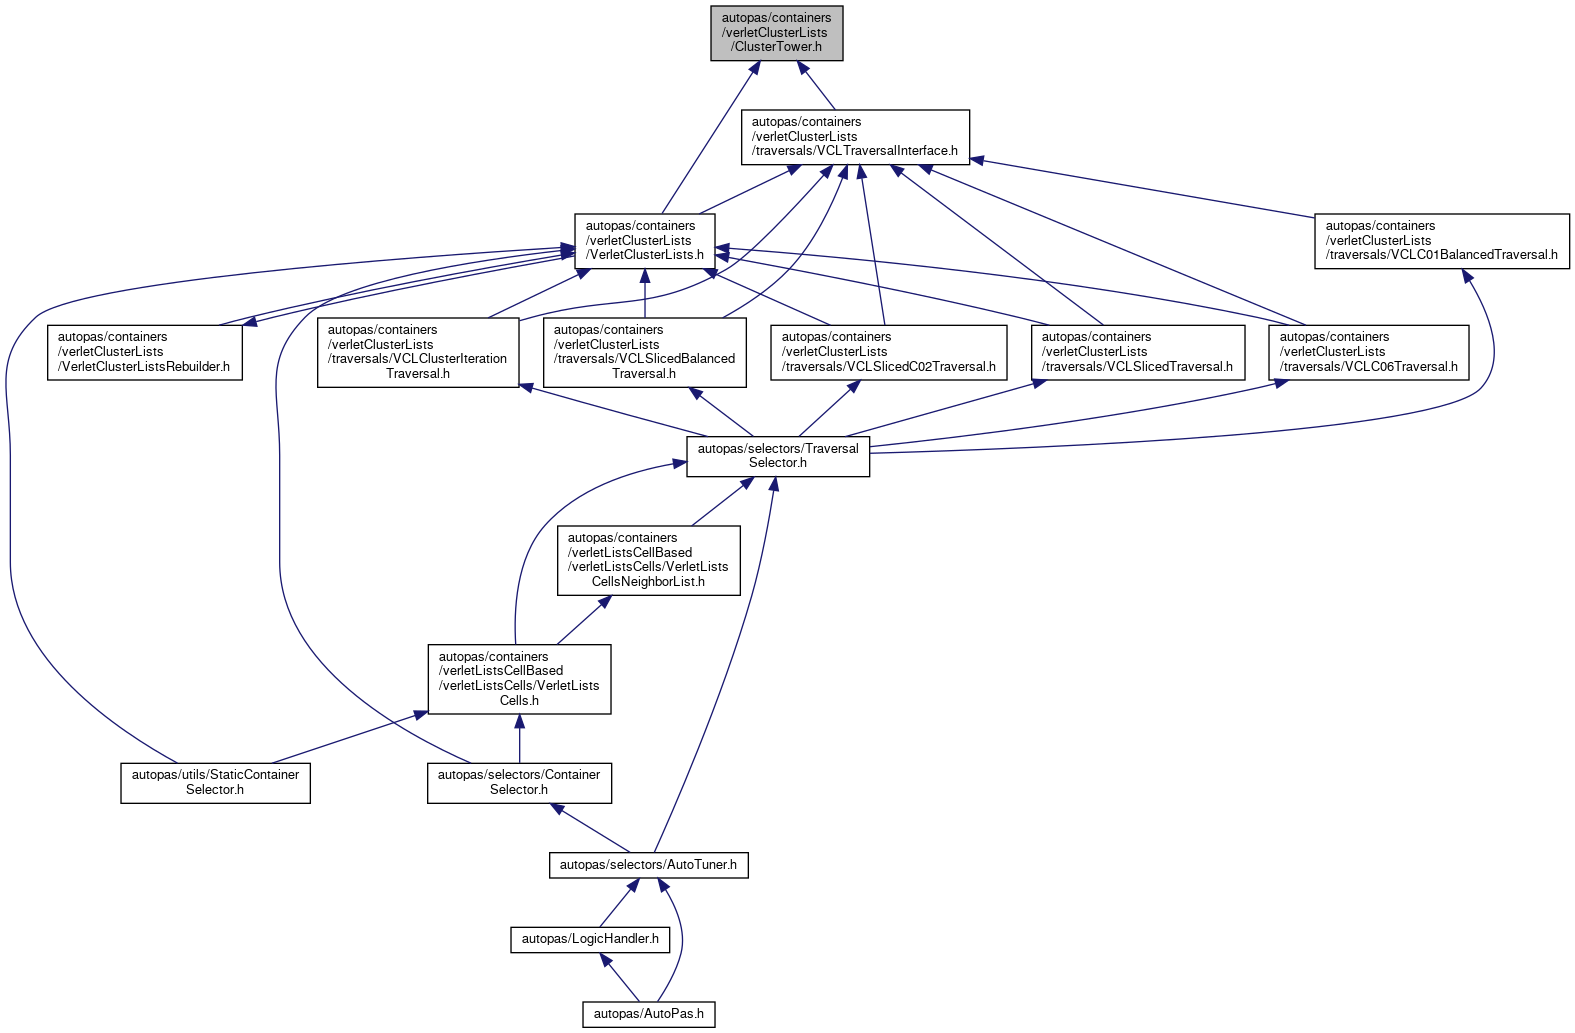 autopas/containers
/verletClusterLists
/ClusterTower.h
autopas/containers
/verletClusterLists
/traversals/VCLTraversalInterface.h
autopas/containers
/verletClusterLists
/VerletClusterLists.h
autopas/containers
/verletClusterLists
/traversals/VCLC01BalancedTraversal.h
autopas/containers
/verletClusterLists
/VerletClusterListsRebuilder.h
autopas/containers
/verletClusterLists
/traversals/VCLClusterIteration
Traversal.h
autopas/containers
/verletClusterLists
/traversals/VCLSlicedBalanced
Traversal.h
autopas/containers
/verletClusterLists
/traversals/VCLSlicedC02Traversal.h
autopas/containers
/verletClusterLists
/traversals/VCLSlicedTraversal.h
autopas/containers
/verletClusterLists
/traversals/VCLC06Traversal.h
autopas/selectors/Traversal
Selector.h
autopas/containers
/verletListsCellBased
/verletListsCells/VerletLists
CellsNeighborList.h
autopas/containers
/verletListsCellBased
/verletListsCells/VerletLists
Cells.h
autopas/utils/StaticContainer
Selector.h
autopas/selectors/Container
Selector.h
autopas/selectors/AutoTuner.h
autopas/LogicHandler.h
autopas/AutoPas.h